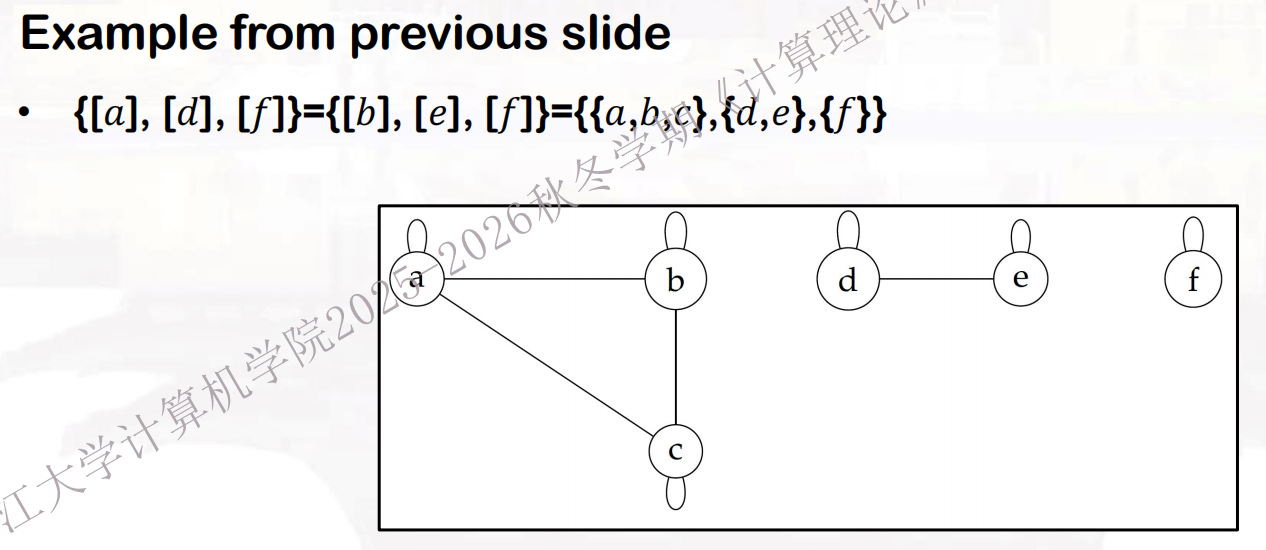 Example from previous slide
• {[a], [d], [f]}={[b], [e], [f]}={{a,b,c},{d,e},{f}}
江大学计算机学院2025-2026秋冬学期《计算理论》
a b d e f
c